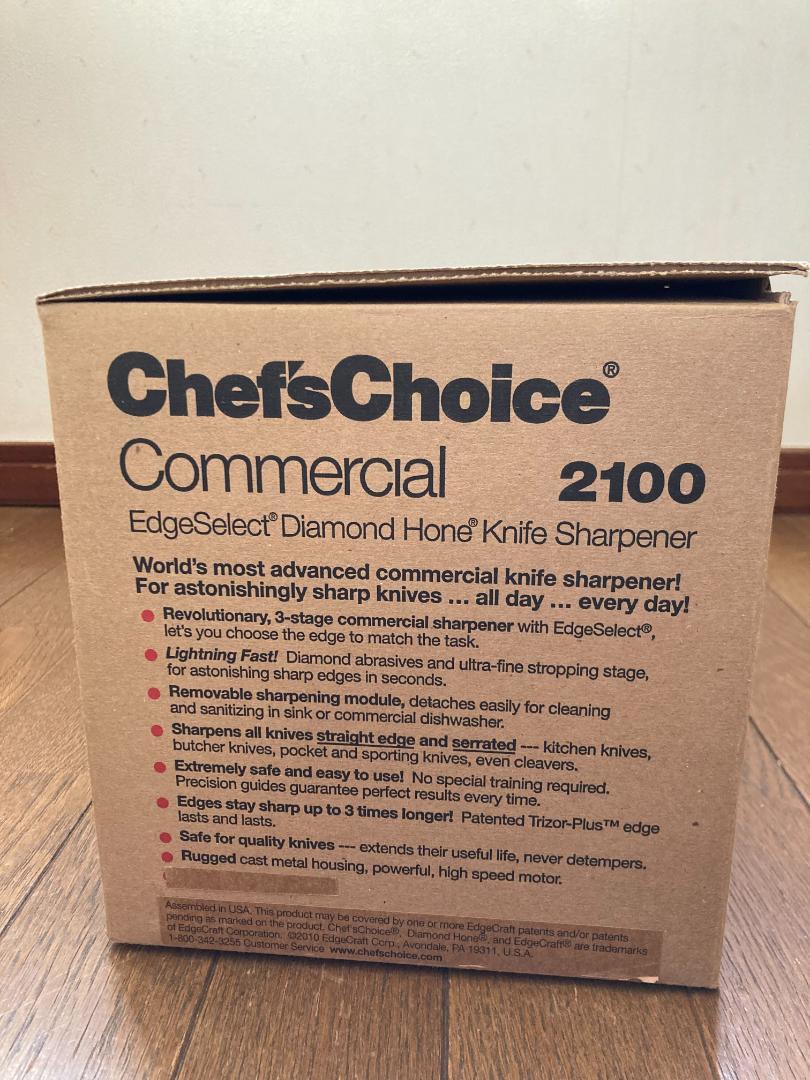 Chef'sChoice®
Commercial 2100
EdgeSelect® Diamond Hone® Knife Sharpener
World's most advanced commercial knife sharpener!
For astonishingly sharp knives ... all day ... every day!
● Revolutionary, 3-stage commercial sharpener with EdgeSelect®,
let's you choose the edge to match the task.
● Lightning Fast! Diamond abrasives and ultra-fine stropping stage,
for astonishing sharp edges in seconds.
● Removable sharpening module, detaches easily for cleaning
and sanitizing in sink or commercial dishwasher.
● Sharpens all knives straight edge and serrated --- kitchen knives,
butcher knives, pocket and sporting knives, even cleavers.
● Extremely safe and easy to use! No special training required.
Precision guides guarantee perfect results every time.
● Edges stay sharp up to 3 times longer! Patented Trizor-Plus™ edge
lasts and lasts.
● Safe for quality knives --- extends their useful life, never detempers.
● Rugged cast metal housing, powerful, high speed motor.
Assembled in USA. This product may be covered by one or more EdgeCraft patents and/or patents
pending as marked on the product. Chef'sChoice®, Diamond Hone®, and EdgeCraft® are trademarks
of EdgeCraft Corporation. ©2010 EdgeCraft Corp., Avondale, PA 19311, U.S.A.
1-800-342-3255 Customer Service www.chefschoice.com